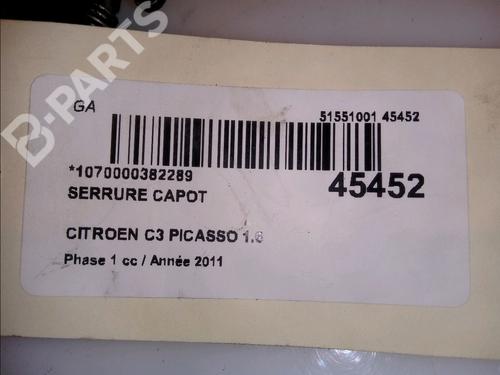 B-PARTS
GA
51551001 45452
*1070000382289
45452
SERRURE CAPOT
CITROEN C3 PICASSO 1.6
Phase 1 cc / Année 2011